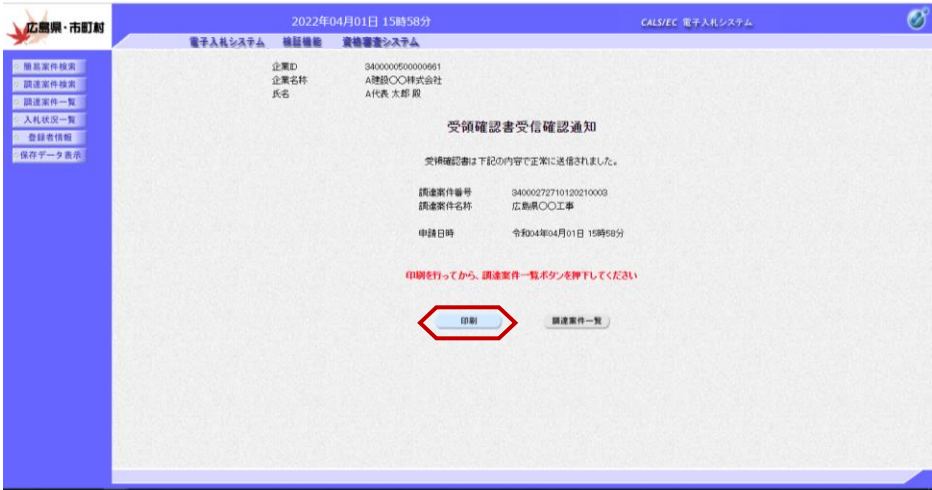 広島県・市町村
2022年04月01日 15時58分
CALS/EC 電子入札システム
電子入札システム 検証機能 資格審査システム
簡易案件検索
調達案件検索
調達案件一覧
入札状況一覧
登録者情報
保存データ表示
企業ID 3400000500000661
企業名称 A建設〇〇株式会社
氏名 A代表 太郎 殿
受領確認書受信確認通知
受領確認書は下記の内容で正常に送信されました。
調達案件番号 34000272710120210003
調達案件名称 広島県〇〇工事
申請日時 令和04年04月01日 15時58分
印刷を行ってから、調達案件一覧ボタンを押下してください
印刷 調達案件一覧